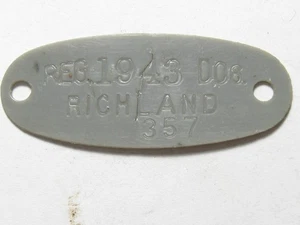 REG. 1943 DOG.
RICHLAND
357